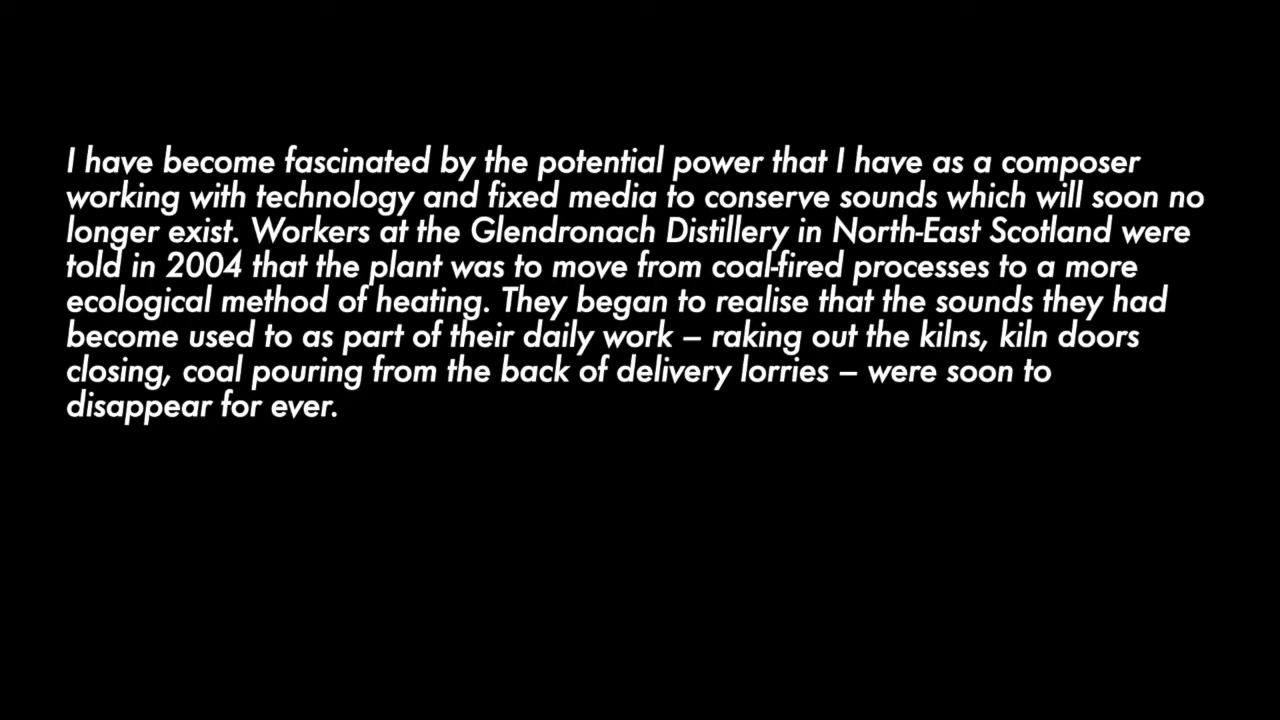 I have become fascinated by the potential power that I have as a composer
working with technology and fixed media to conserve sounds which will soon no
longer exist. Workers at the Glendronach Distillery in North-East Scotland were
told in 2004 that the plant was to move from coal-fired processes to a more
ecological method of heating. They began to realise that the sounds they had
become used to as part of their daily work – raking out the kilns, kiln doors
closing, coal pouring from the back of delivery lorries – were soon to
disappear for ever.